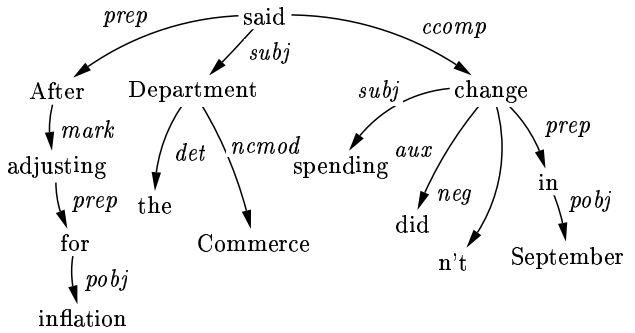 said
prep subj ccomp
After Department change
mark det ncmod subj aux neg prep
adjusting the spending in
prep did pobj
for Commerce n't September
pobj
inflation